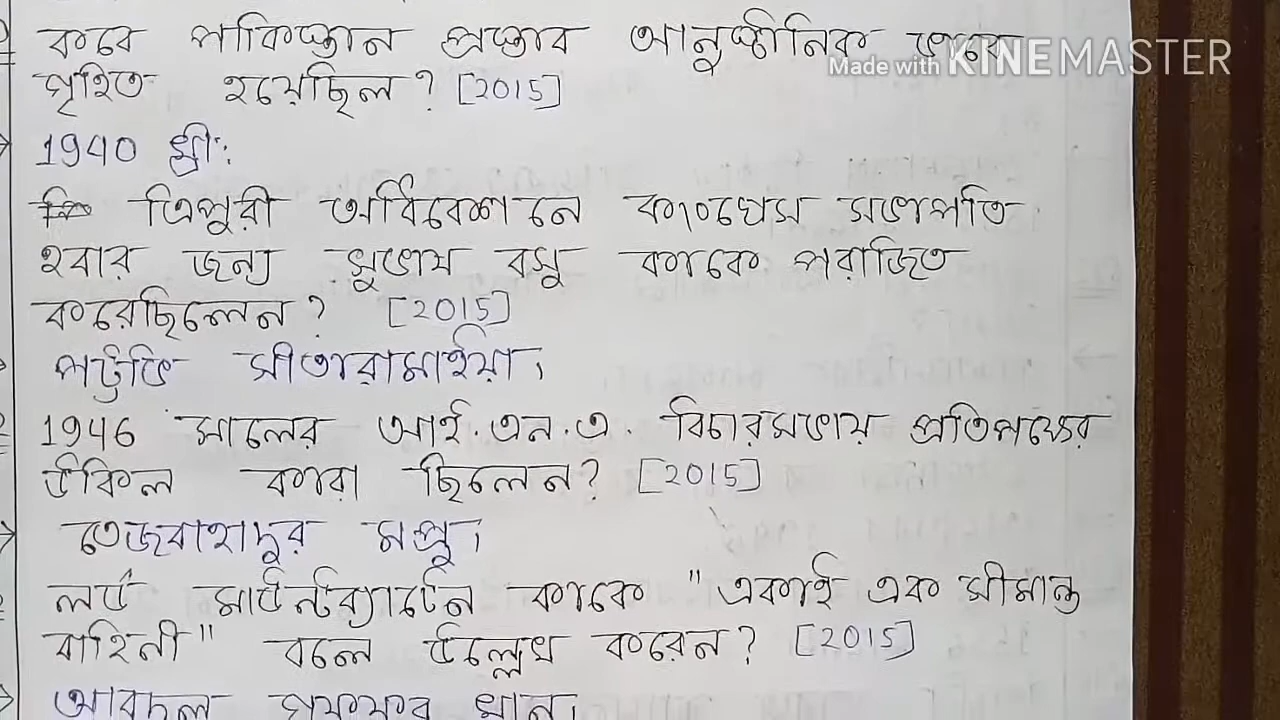 কবে পাকিস্তান প্রস্তাব আনুষ্ঠানিক ভাবে
গৃহিত হয়েছিল? [2015]
Made with KINEMASTER
1940 খ্রী:
ত্রিপুরী অধিবেশনে কংগ্রেস সভাপতি
হবার জন্য সুভাষ বসু কাকে পরাজিত
করেছিলেন? [2015]
পট্টভি সীতারামাইয়া।
1946 সালের আই.এন.এ. বিচারসভায় প্রতিপক্ষের
উকিল কারা ছিলেন? [2015]
তেজবাহাদুর সপ্রু।
লর্ড মাউন্টব্যাটেন কাকে "একাই এক সীমান্ত
বাহিনী" বলে উল্লেখ করেন? [2015]
আবদুল গফফর খান।